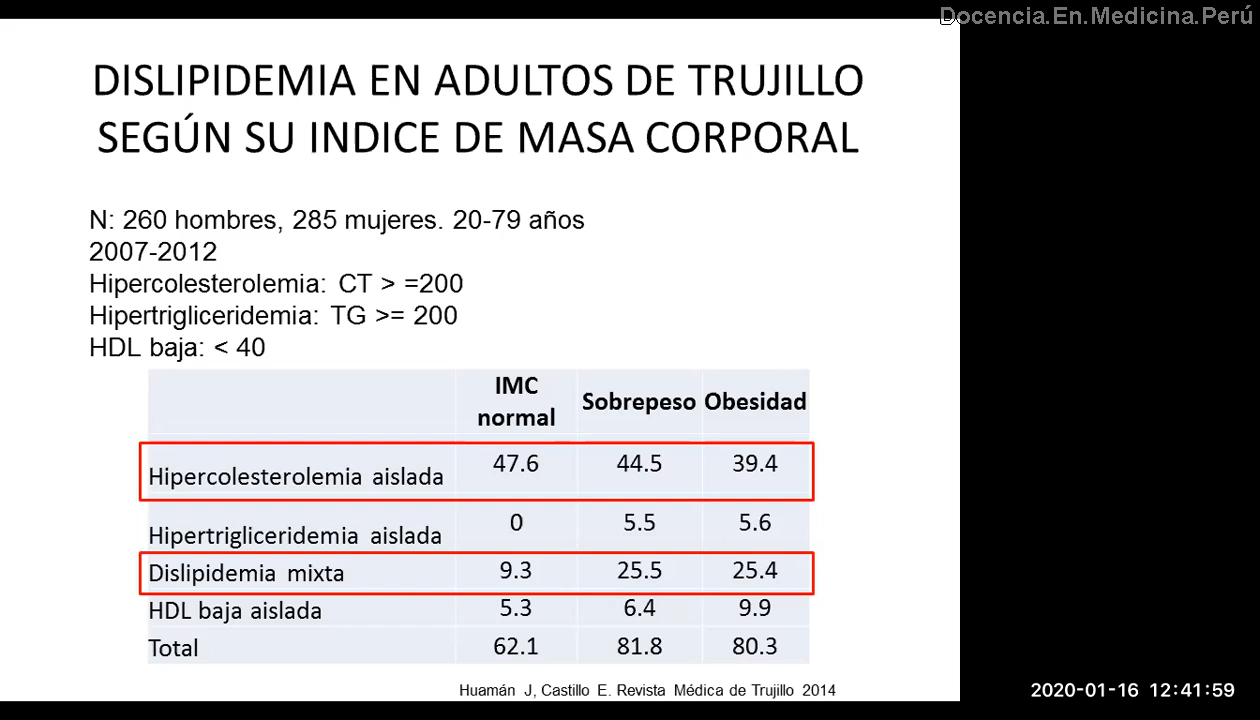 Docencia.En.Medicina.Perú
DISLIPIDEMIA EN ADULTOS DE TRUJILLO
SEGÚN SU INDICE DE MASA CORPORAL
N: 260 hombres, 285 mujeres. 20-79 años
2007-2012
Hipercolesterolemia: CT > =200
Hipertrigliceridemia: TG >= 200
HDL baja: < 40
IMC normal Sobrepeso Obesidad
Hipercolesterolemia aislada 47.6 44.5 39.4
Hipertrigliceridemia aislada 0 5.5 5.6
Dislipidemia mixta 9.3 25.5 25.4
HDL baja aislada 5.3 6.4 9.9
Total 62.1 81.8 80.3
Huamán J, Castillo E. Revista Médica de Trujillo 2014
2020-01-16 12:41:59